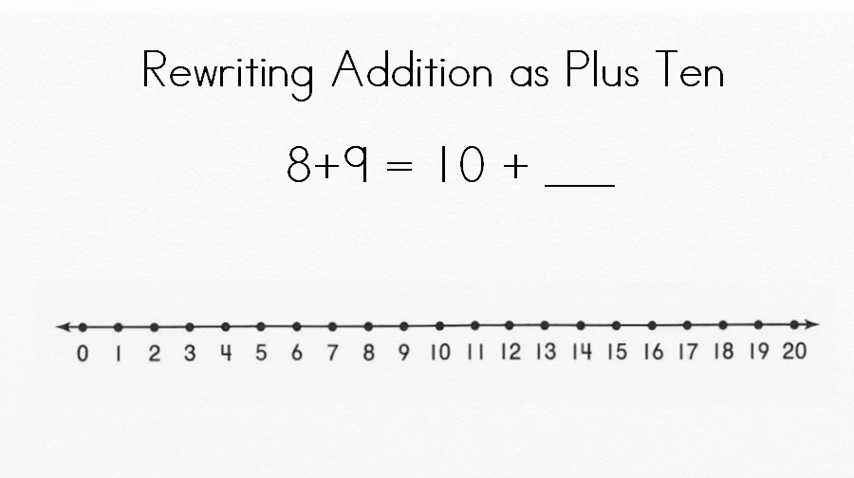 Rewriting Addition as Plus Ten
8+9 = 10 + ___
0 1 2 3 4 5 6 7 8 9 10 11 12 13 14 15 16 17 18 19 20